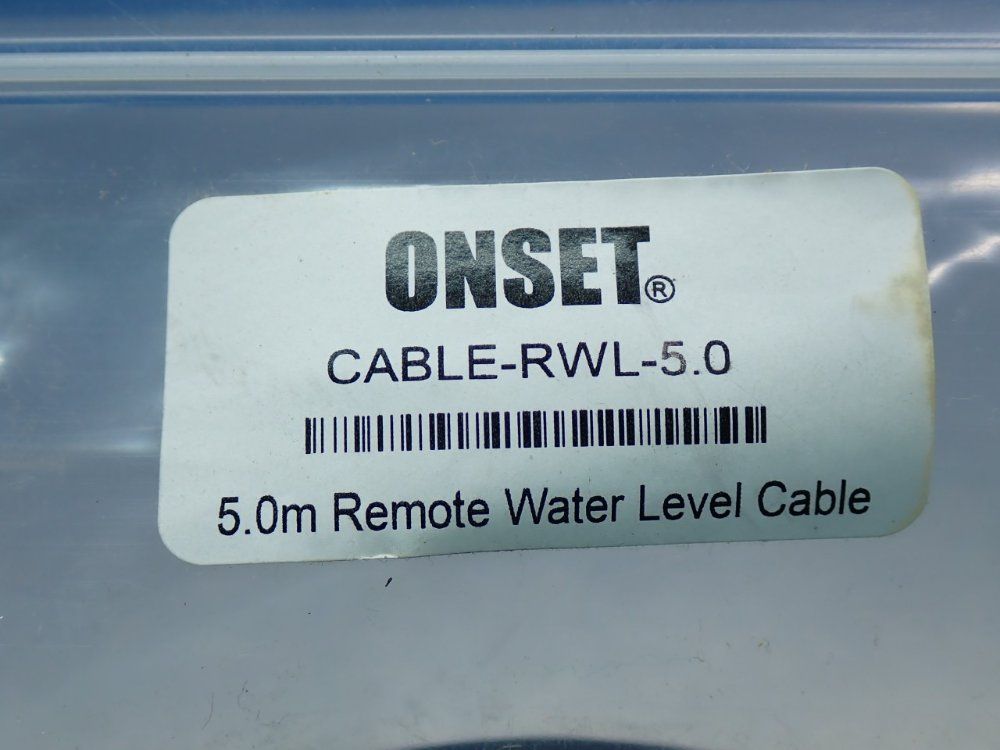 ONSET®
CABLE-RWL-5.0
5.0m Remote Water Level Cable